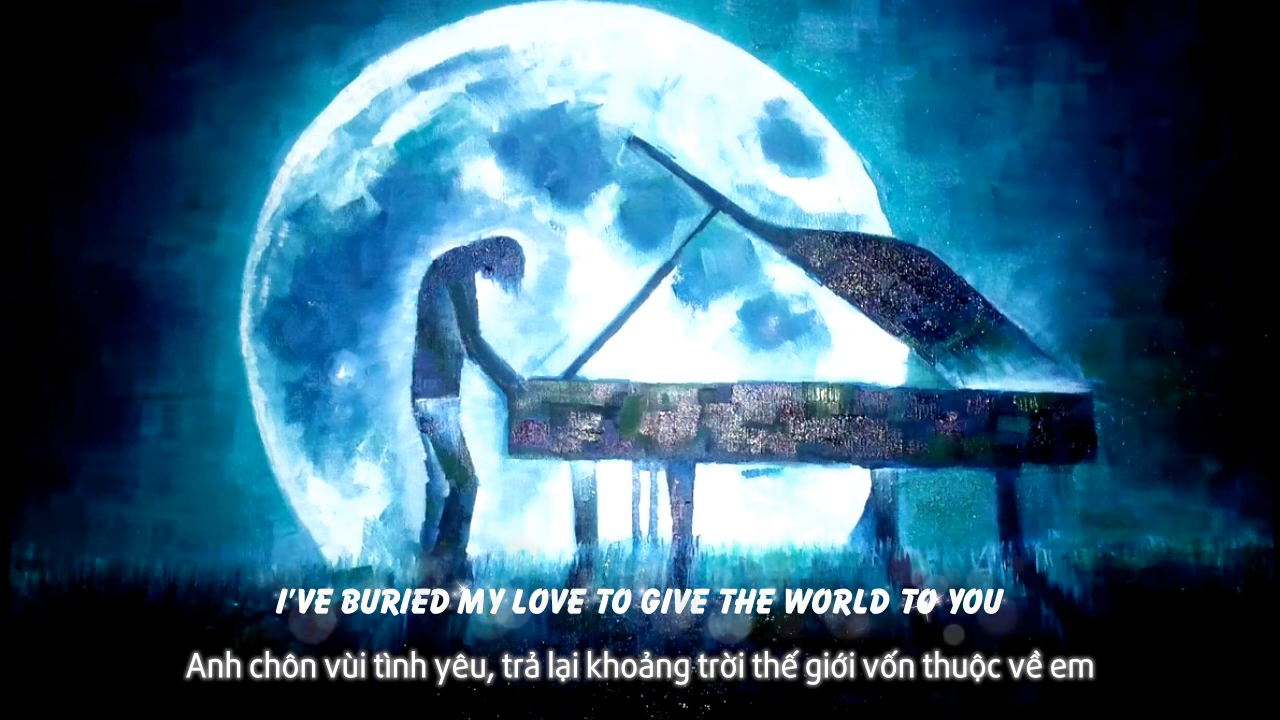 I'VE BURIED MY LOVE TO GIVE THE WORLD TO YOU
Anh chôn vùi tình yêu, trả lại khoảng trời thế giới vốn thuộc về em